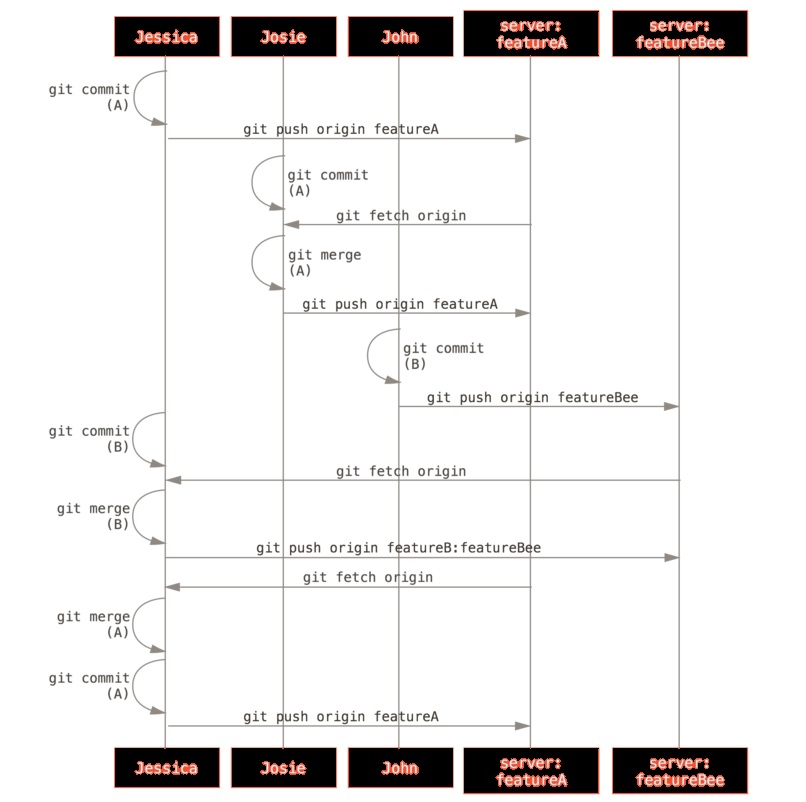 Jessica
Josie
John
server:
featureA
server:
featureBee
git commit
(A)
git push origin featureA
git commit
(A)
git fetch origin
git merge
(A)
git push origin featureA
git commit
(B)
git push origin featureBee
git commit
(B)
git fetch origin
git merge
(B)
git push origin featureB:featureBee
git fetch origin
git merge
(A)
git commit
(A)
git push origin featureA
Jessica
Josie
John
server:
featureA
server:
featureBee